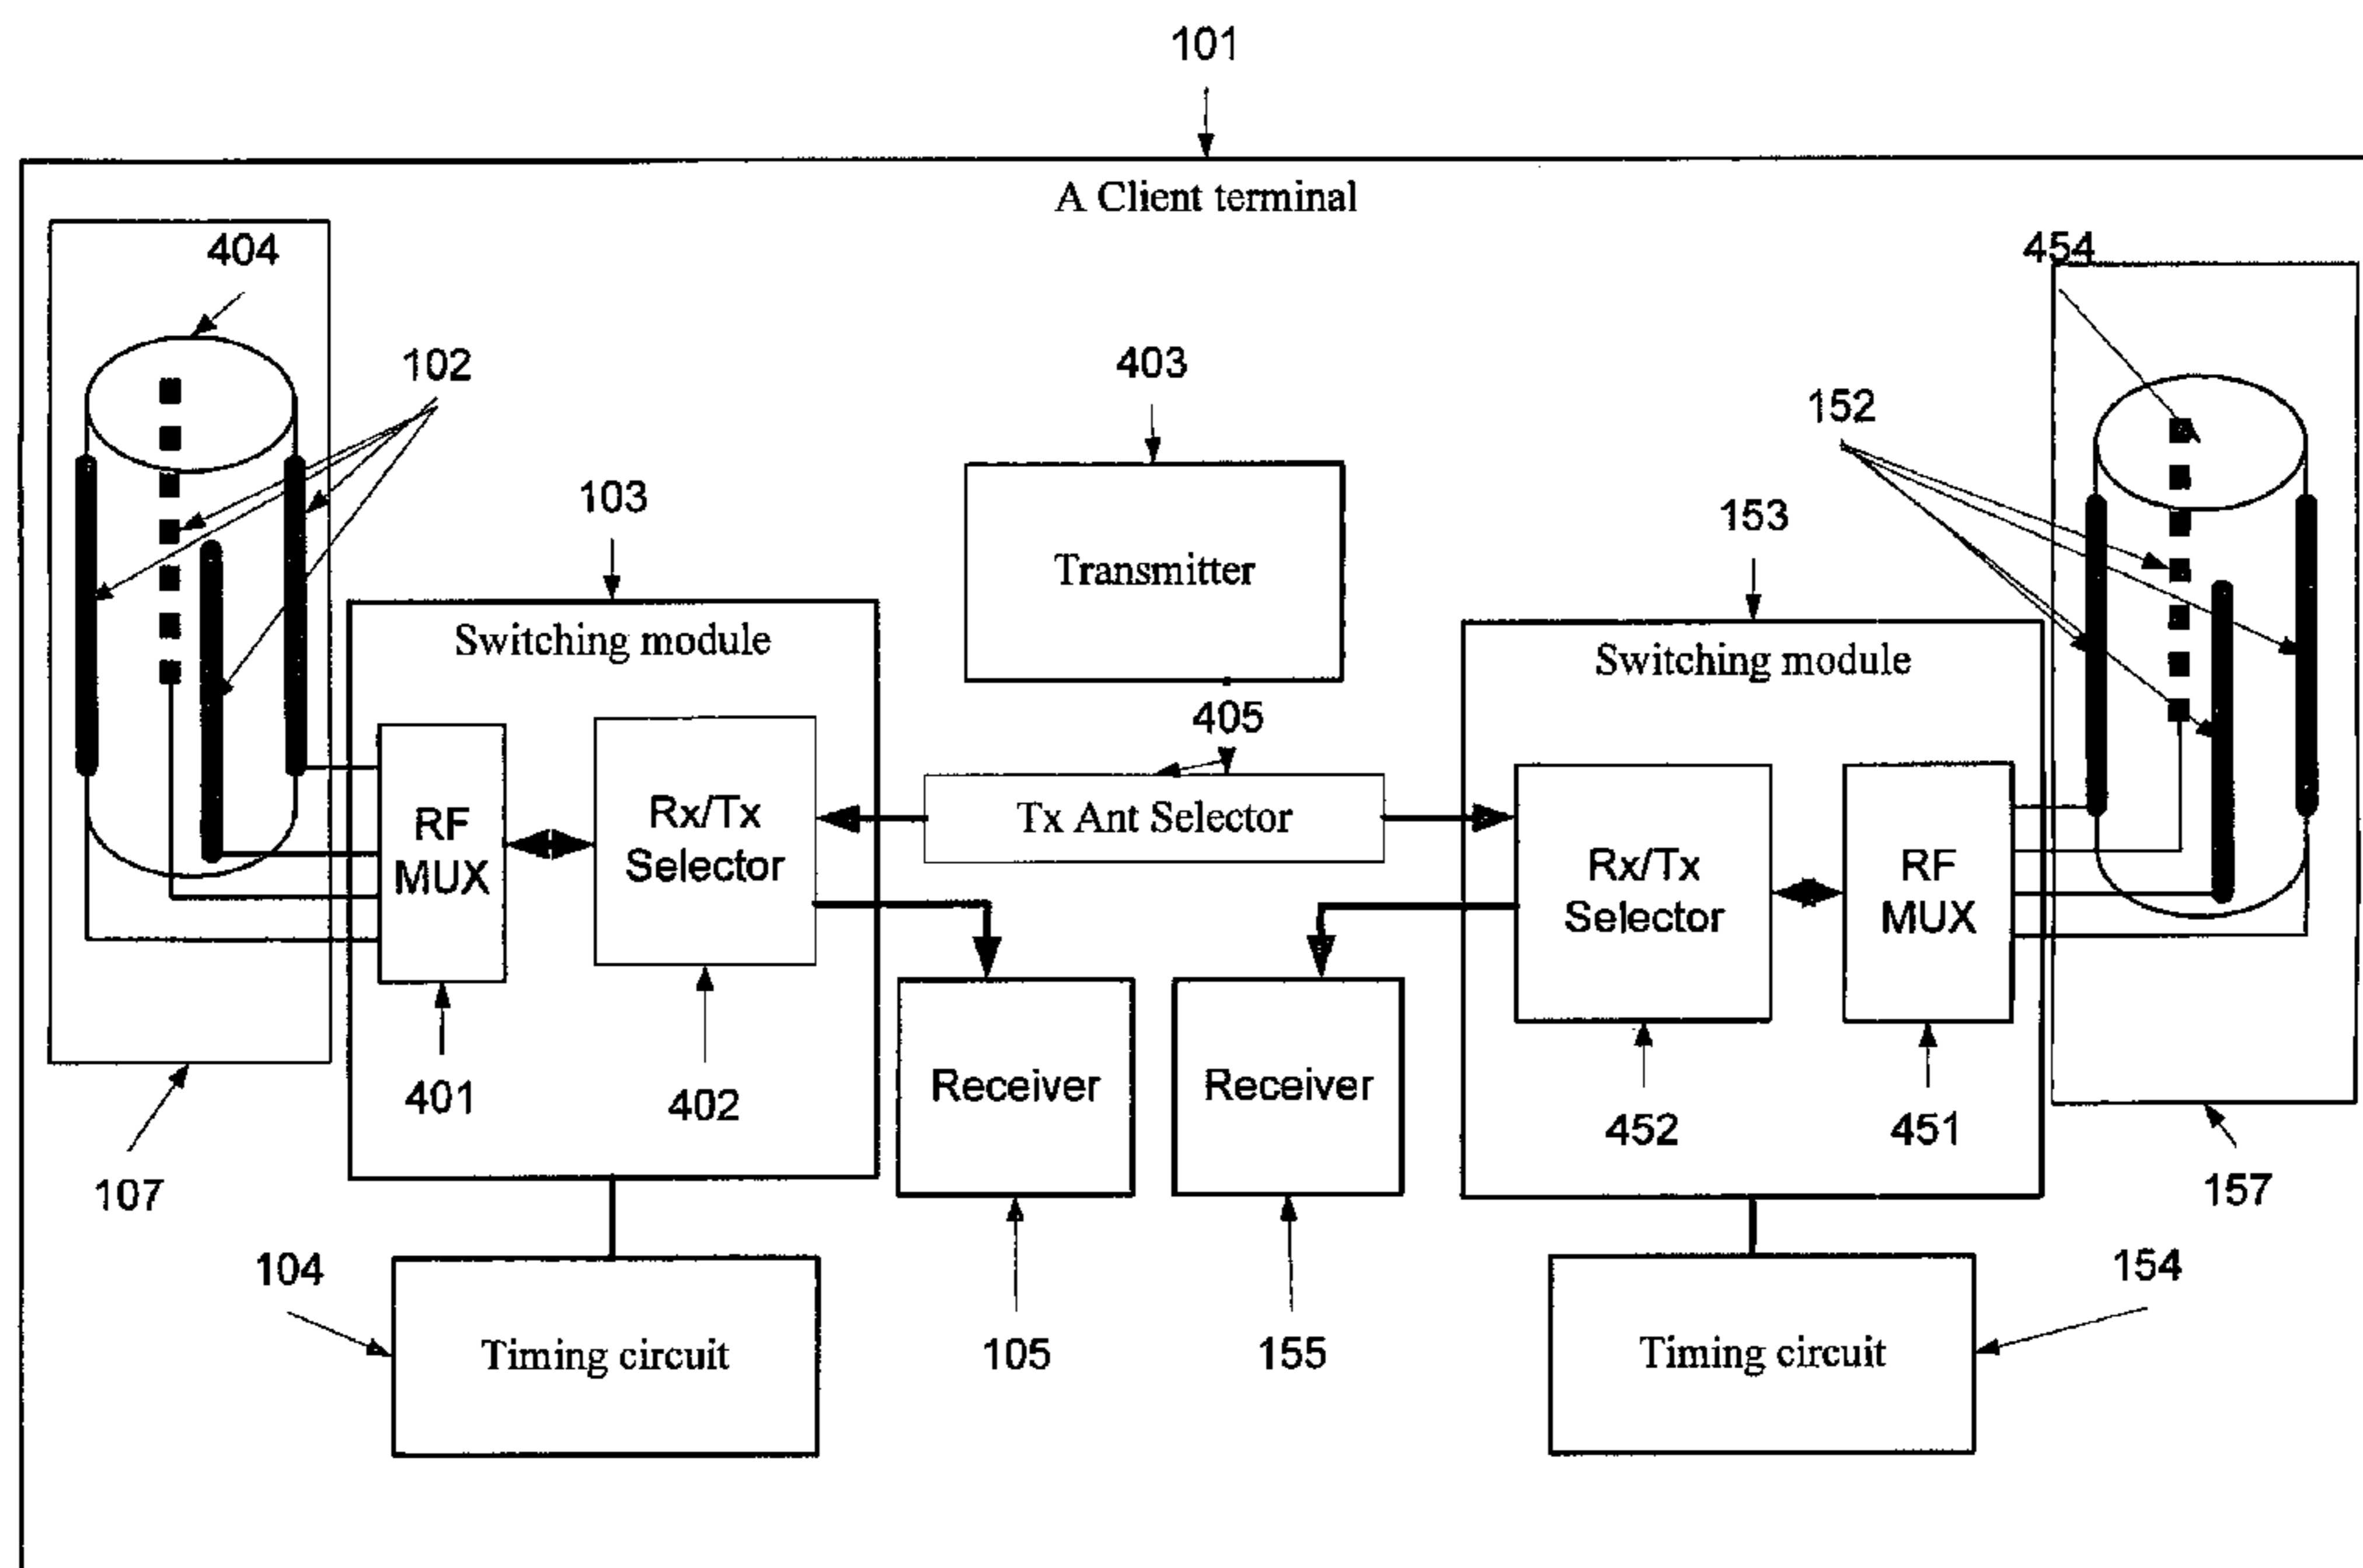 101
A Client terminal
404
454
102
403
152
103
153
Transmitter
Switching module
Switching module
405
RF
MUX
Rx/Tx
Selector
Tx Ant Selector
Rx/Tx
Selector
RF
MUX
401
402
Receiver
Receiver
452
451
107
157
104
154
Timing circuit
105
155
Timing circuit